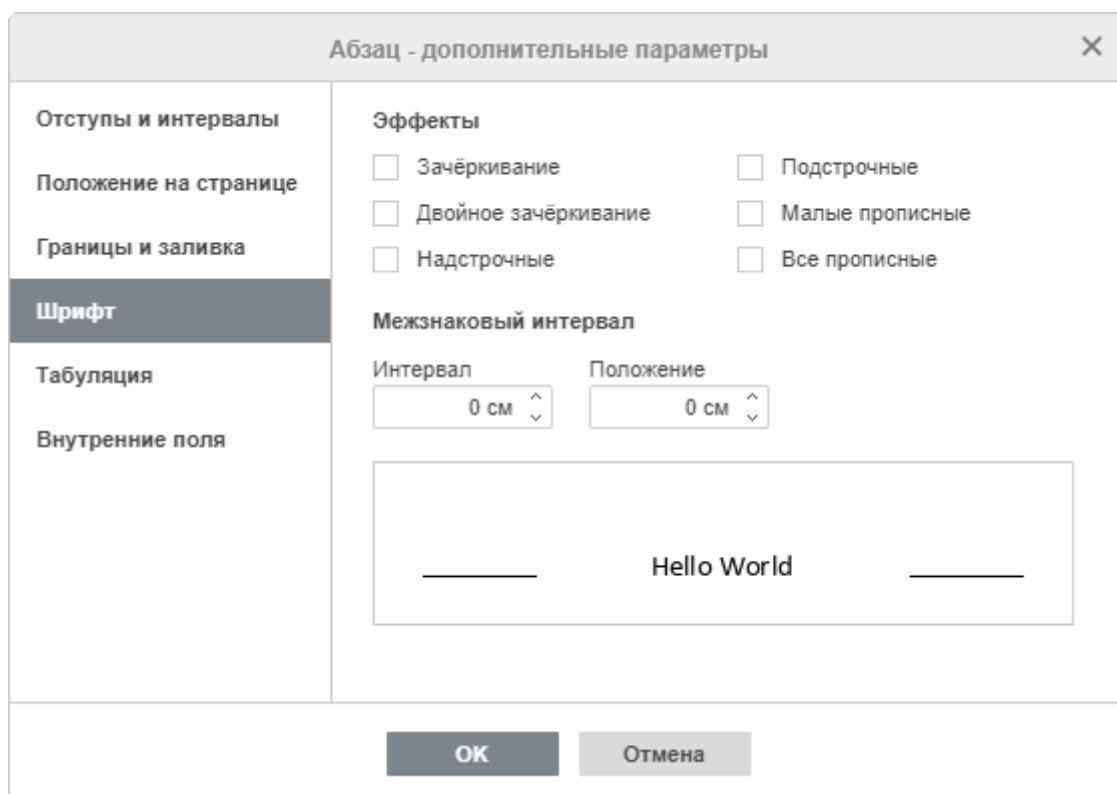 Абзац - дополнительные параметры
Отступы и интервалы
Положение на странице
Границы и заливка
Шрифт
Табуляция
Внутренние поля
Эффекты
Зачёркивание
Подстрочные
Двойное зачёркивание
Малые прописные
Надстрочные
Все прописные
Межзнаковый интервал
Интервал
Положение
0 см
0 см
Hello World
OK
Отмена